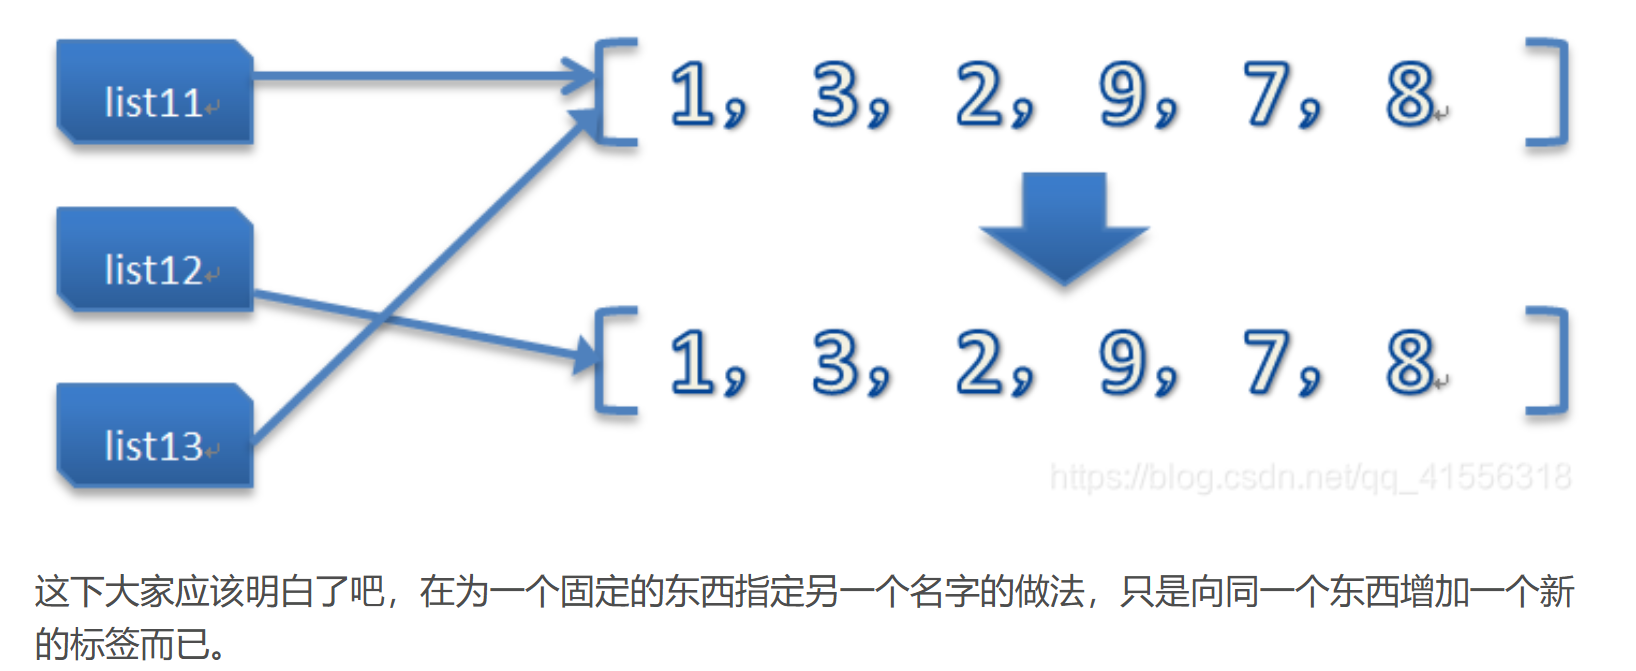 list11
1, 3, 2, 9, 7, 8
list12
1, 3, 2, 9, 7, 8
list13
https://blog.csdn.net/qq_41556318
这下大家应该明白了吧，在为一个固定的东西指定另一个名字的做法，只是向同一个东西增加一个新
的标签而已。